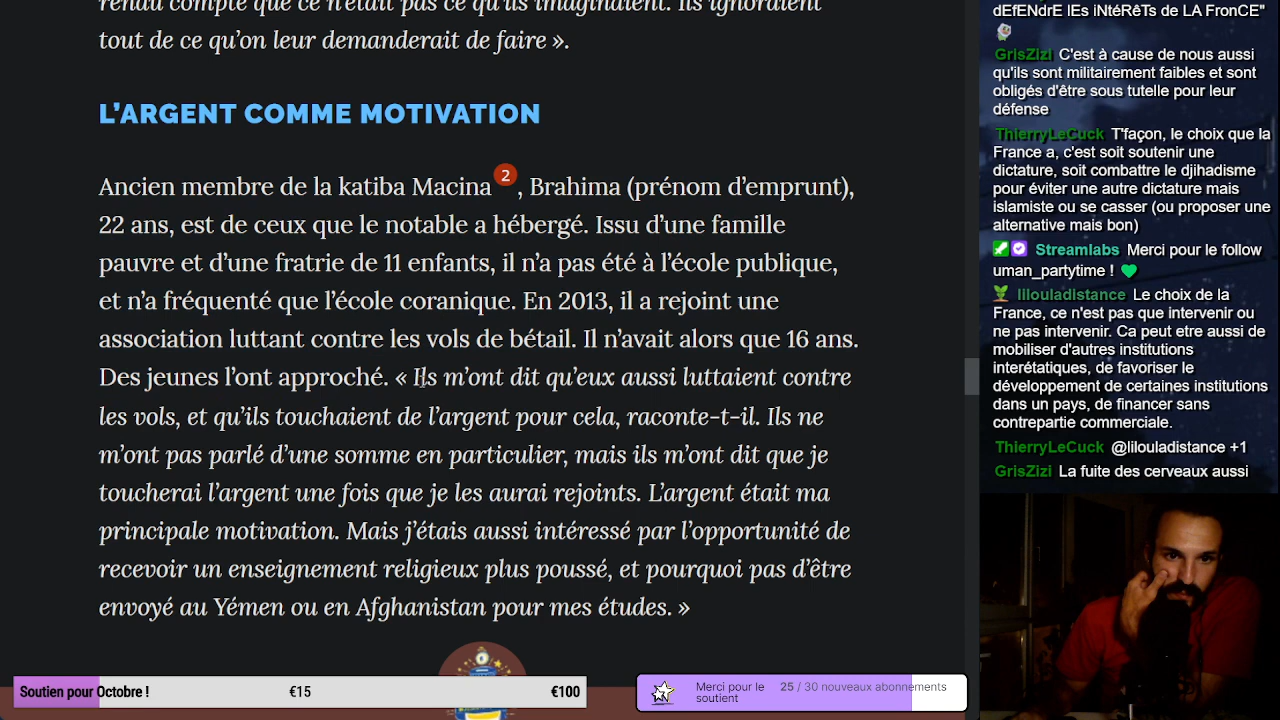 rendu compte que ce n'était pas ce qu'ils imaginaient. Ils ignoraient
tout de ce qu'on leur demanderait de faire ».
L'ARGENT COMME MOTIVATION
Ancien membre de la katiba Macina 2, Brahima (prénom d'emprunt),
22 ans, est de ceux que le notable a hébergé. Issu d'une famille
pauvre et d'une fratrie de 11 enfants, il n'a pas été à l'école publique,
et n'a fréquenté que l'école coranique. En 2013, il a rejoint une
association luttant contre les vols de bétail. Il n'avait alors que 16 ans.
Des jeunes l'ont approché. « Ils m'ont dit qu'eux aussi luttaient contre
les vols, et qu'ils touchaient de l'argent pour cela, raconte-t-il. Ils ne
m'ont pas parlé d'une somme en particulier, mais ils m'ont dit que je
toucherai l'argent une fois que je les aurai rejoints. L'argent était ma
principale motivation. Mais j'étais aussi intéressé par l'opportunité de
recevoir un enseignement religieux plus poussé, et pourquoi pas d'être
envoyé au Yémen ou en Afghanistan pour mes études. »
Soutien pour Octobre ! €15 €100
Merci pour le
soutien
25 / 30 nouveaux abonnements
dEfENdrE lEs iNtéRêTs de LA FronCE"
GrisZizi C'est à cause de nous aussi
qu'ils sont militairement faibles et sont
obligés d'être sous tutelle pour leur
défense
ThierryLeCuck T'façon, le choix que la
France a, c'est soit soutenir une
dictature, soit combattre le djihadisme
pour éviter une autre dictature mais
islamiste ou se casser (ou proposer une
alternative mais bon)
Streamlabs Merci pour le follow
uman_partytime !
lilouladistance Le choix de la
France, ce n'est pas que intervenir ou
ne pas intervenir. Ca peut etre aussi de
mobiliser d'autres institutions
interétatiques, de favoriser le
développement de certaines institutions
dans un pays, de financer sans
contrepartie commerciale.
ThierryLeCuck @lilouladistance +1
GrisZizi La fuite des cerveaux aussi